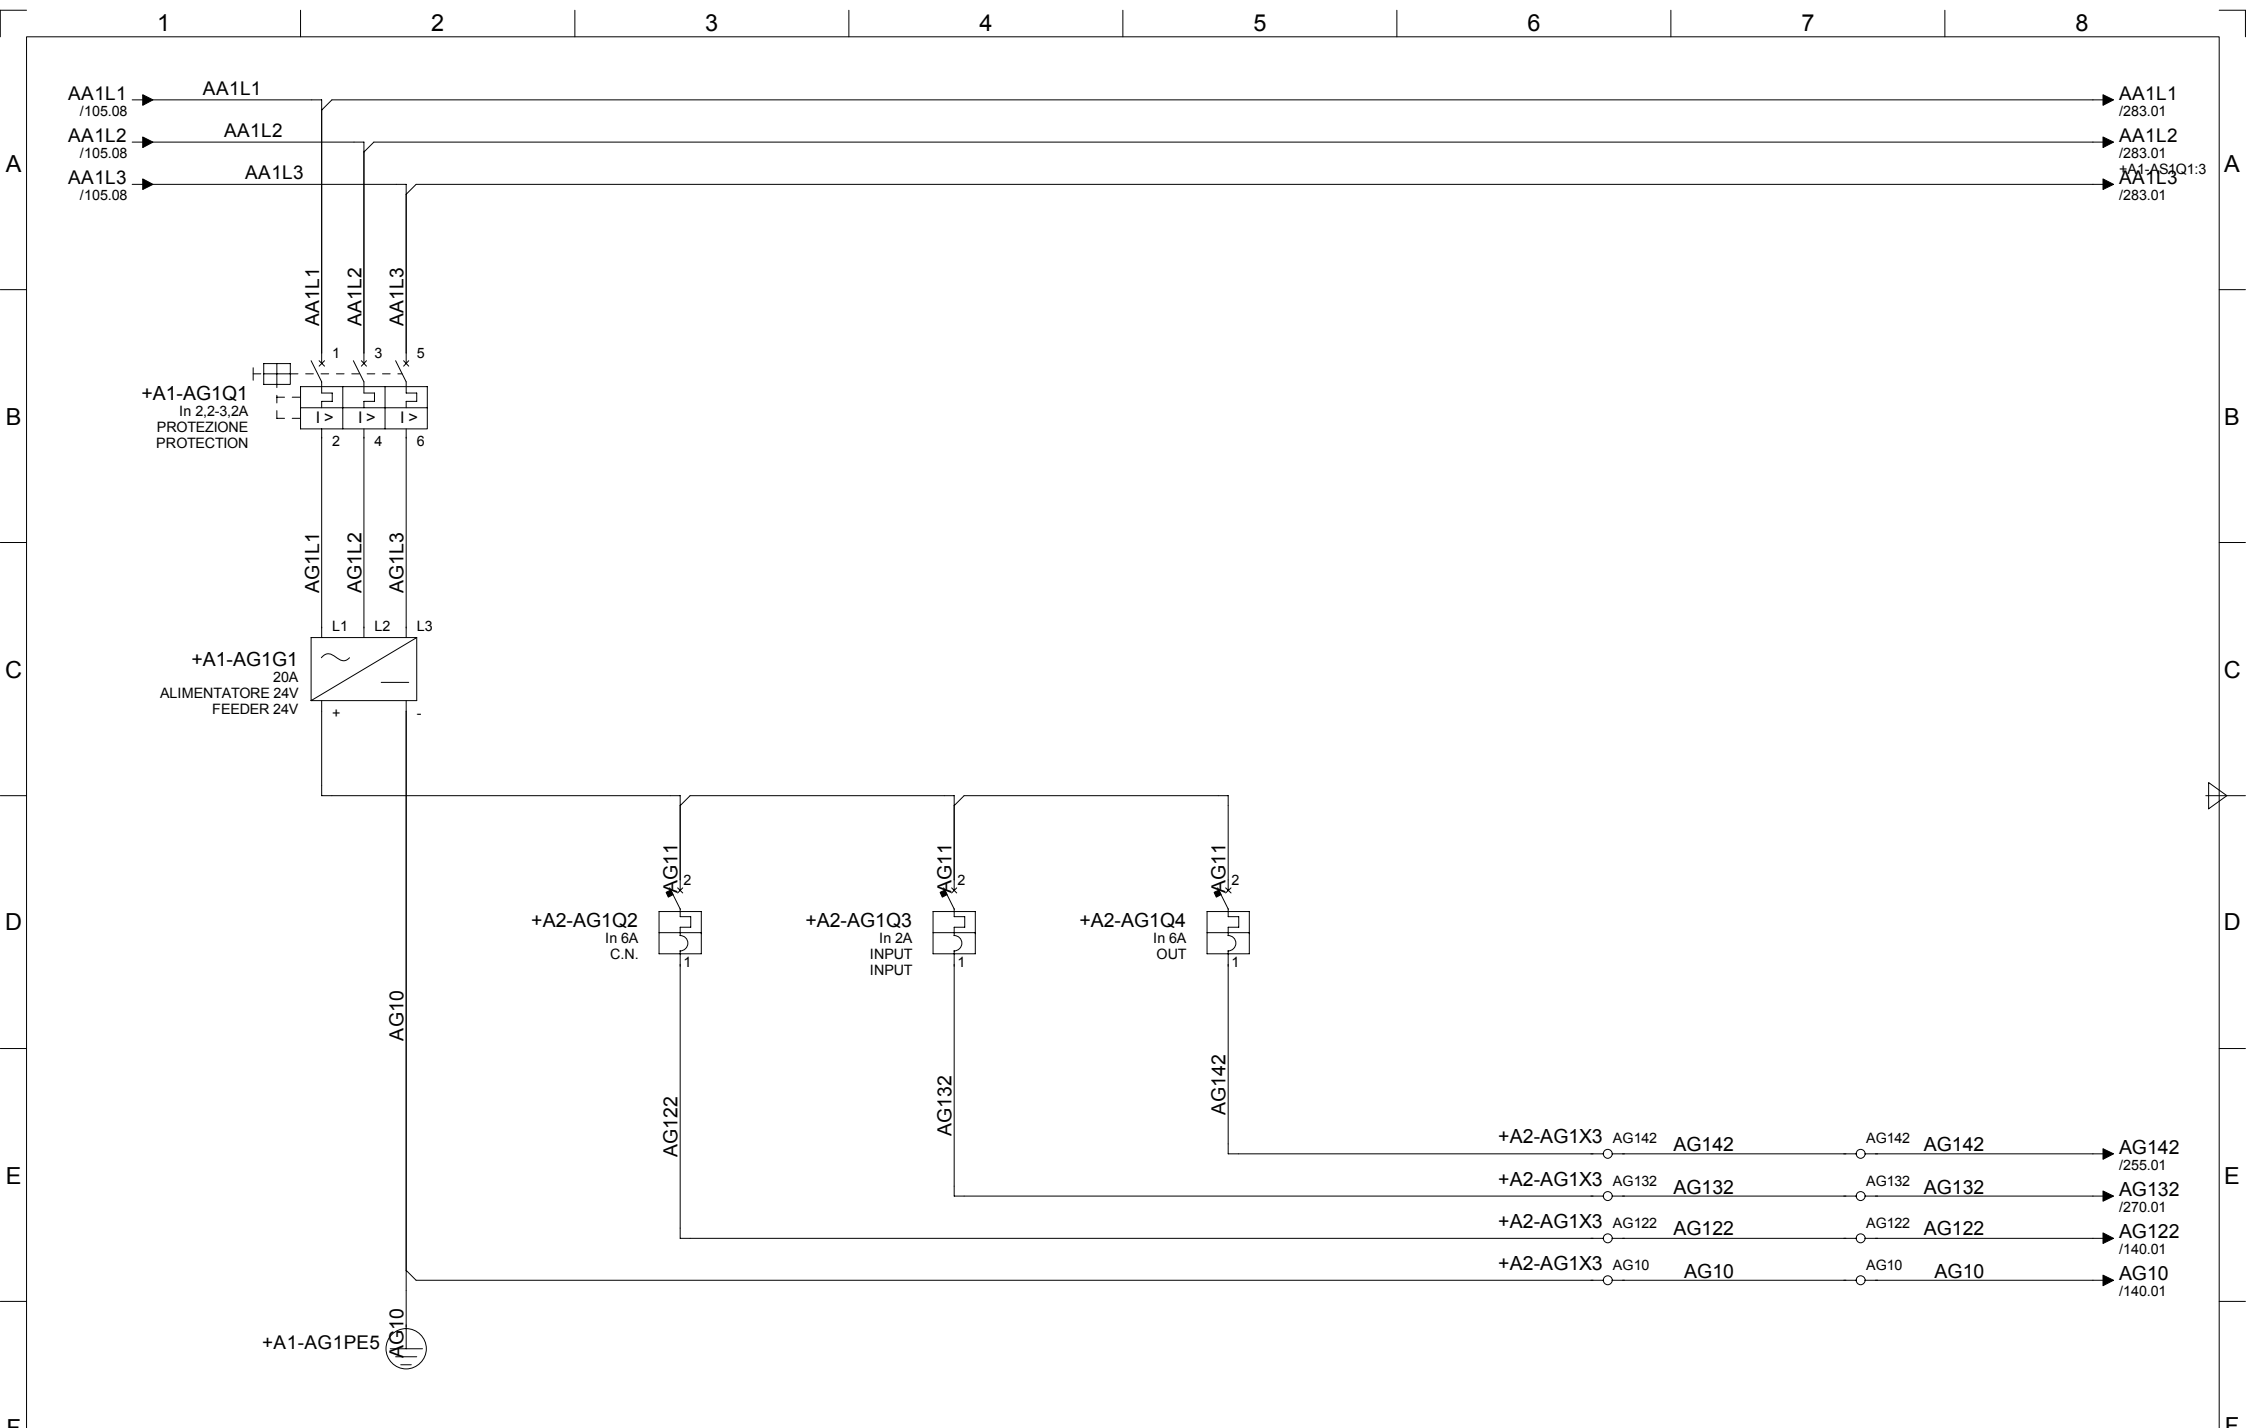 1 2 3 4 5 6 7 8
AA1L1 AA1L1 AA1L1
/105.08 /283.01
AA1L2 AA1L2 AA1L2
/105.08 /283.01
A +A1-AS1Q1:3 A
AA1L3 AA1L3 AA1L3
/105.08 /283.01
AA1L1 AA1L2 AA1L3
1 3 5
+A1-AG1Q1
In 2,2-3,2A
PROTEZIONE
PROTECTION
I > I > I >
B B
2 4 6
AG1L1 AG1L2 AG1L3
L1 L2 L3
+A1-AG1G1
20A
ALIMENTATORE 24V
FEEDER 24V
C C
+ -
AG11 AG11 AG11
2 2 2
D D
+A2-AG1Q2
In 6A
C.N.
1
+A2-AG1Q3
In 2A
INPUT
INPUT
1
+A2-AG1Q4
In 6A
OUT
1
AG10
AG122 AG132 AG142
+A2-AG1X3 AG142 AG142 AG142 AG142 AG142
/255.01
E E
+A2-AG1X3 AG132 AG132 AG132 AG132 AG132
/270.01
+A2-AG1X3 AG122 AG122 AG122 AG122 AG122
/140.01
+A2-AG1X3 AG10 AG10 AG10 AG10 AG10
/140.01
+A1-AG1PE5 AG10